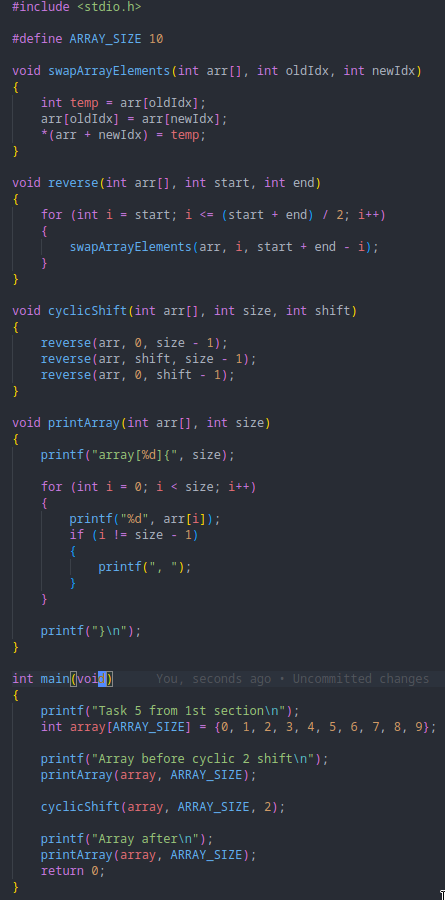 #include <stdio.h>

#define ARRAY_SIZE 10

void swapArrayElements(int arr[], int oldIdx, int newIdx)
{
    int temp = arr[oldIdx];
    arr[oldIdx] = arr[newIdx];
    *(arr + newIdx) = temp;
}

void reverse(int arr[], int start, int end)
{
    for (int i = start; i <= (start + end) / 2; i++)
    {
        swapArrayElements(arr, i, start + end - i);
    }
}

void cyclicShift(int arr[], int size, int shift)
{
    reverse(arr, 0, size - 1);
    reverse(arr, shift, size - 1);
    reverse(arr, 0, shift - 1);
}

void printArray(int arr[], int size)
{
    printf("array[%d]{", size);

    for (int i = 0; i < size; i++)
    {
        printf("%d", arr[i]);
        if (i != size - 1)
        {
            printf(", ");
        }
    }

    printf("}\n");
}

int main(void)      You, seconds ago • Uncommitted changes
{
    printf("Task 5 from 1st section\n");
    int array[ARRAY_SIZE] = {0, 1, 2, 3, 4, 5, 6, 7, 8, 9};

    printf("Array before cyclic 2 shift\n");
    printArray(array, ARRAY_SIZE);

    cyclicShift(array, ARRAY_SIZE, 2);

    printf("Array after\n");
    printArray(array, ARRAY_SIZE);
    return 0;
}